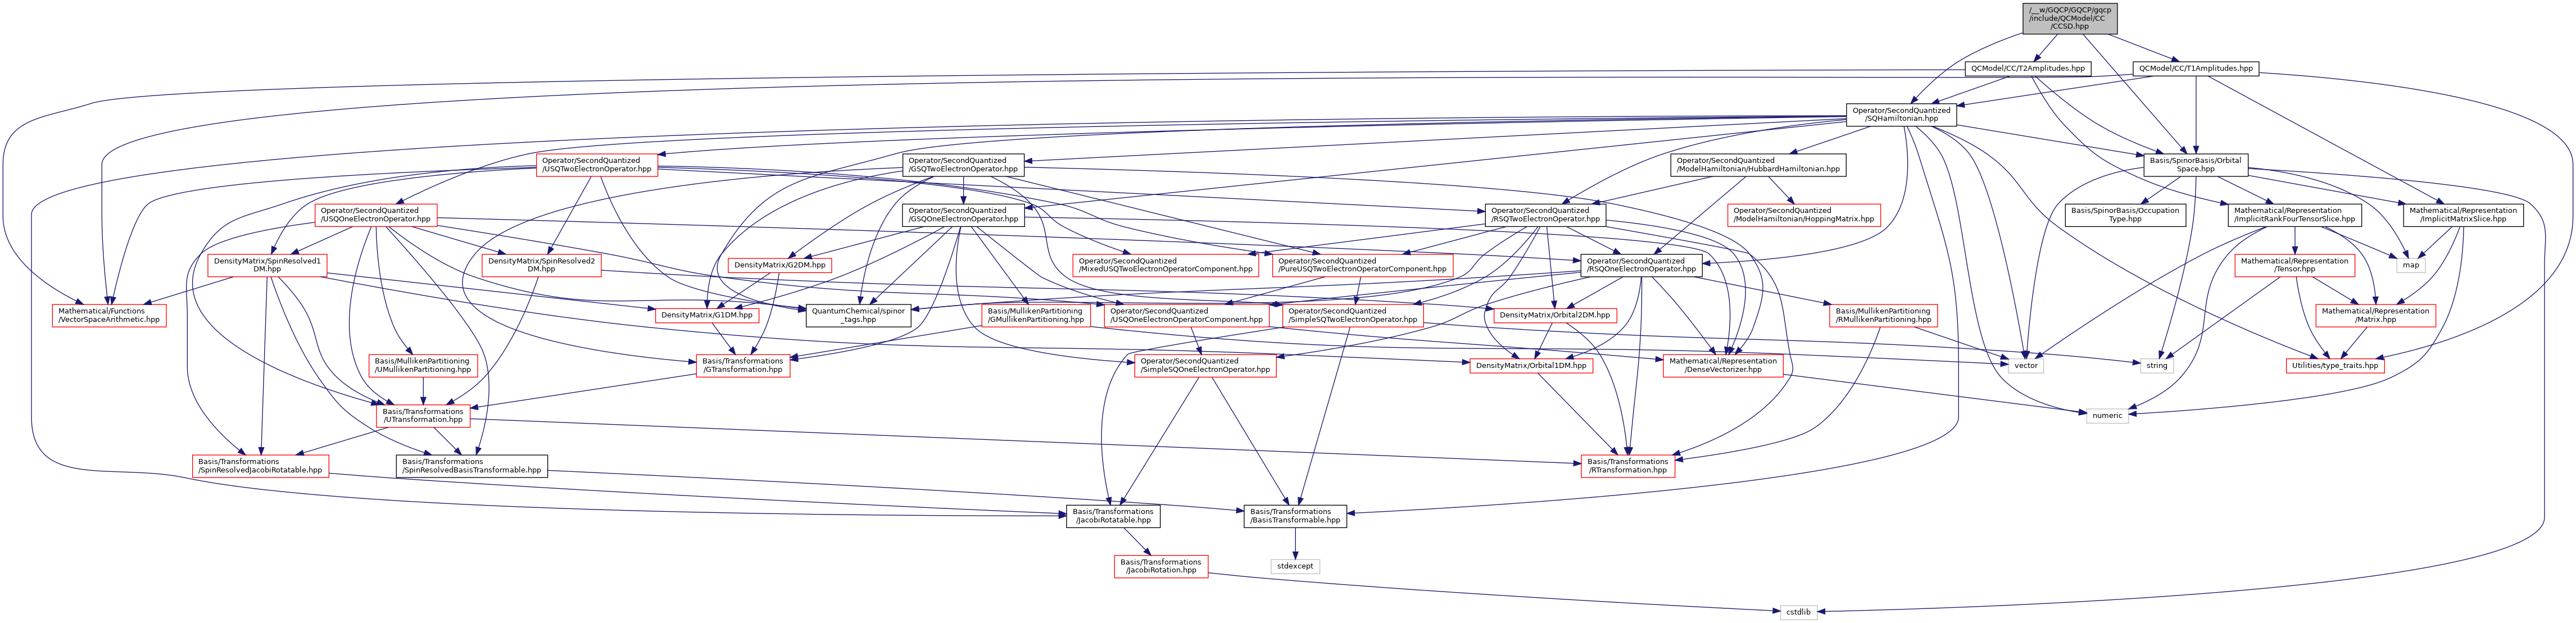 /__w/GQCP/GQCP/gqcp
/include/QCModel/CC
/CCSD.hpp
QCModel/CC/T2Amplitudes.hpp
QCModel/CC/T1Amplitudes.hpp
Operator/SecondQuantized
/SQHamiltonian.hpp
Operator/SecondQuantized
/USQTwoElectronOperator.hpp
Operator/SecondQuantized
/GSQTwoElectronOperator.hpp
Operator/SecondQuantized
/ModelHamiltonian/HubbardHamiltonian.hpp
Basis/SpinorBasis/Orbital
Space.hpp
Operator/SecondQuantized
/USQOneElectronOperator.hpp
Operator/SecondQuantized
/GSQOneElectronOperator.hpp
Operator/SecondQuantized
/RSQTwoElectronOperator.hpp
Operator/SecondQuantized
/ModelHamiltonian/HoppingMatrix.hpp
Basis/SpinorBasis/Occupation
Type.hpp
Mathematical/Representation
/ImplicitRankFourTensorSlice.hpp
Mathematical/Representation
/ImplicitMatrixSlice.hpp
DensityMatrix/SpinResolved1
DM.hpp
DensityMatrix/SpinResolved2
DM.hpp
DensityMatrix/G2DM.hpp
Operator/SecondQuantized
/MixedUSQTwoElectronOperatorComponent.hpp
Operator/SecondQuantized
/PureUSQTwoElectronOperatorComponent.hpp
Operator/SecondQuantized
/RSQOneElectronOperator.hpp
Mathematical/Representation
/Tensor.hpp
map
Mathematical/Functions
/VectorSpaceArithmetic.hpp
DensityMatrix/G1DM.hpp
QuantumChemical/spinor
_tags.hpp
Basis/MullikenPartitioning
/GMullikenPartitioning.hpp
Operator/SecondQuantized
/USQOneElectronOperatorComponent.hpp
Operator/SecondQuantized
/SimpleSQTwoElectronOperator.hpp
DensityMatrix/Orbital2DM.hpp
Basis/MullikenPartitioning
/RMullikenPartitioning.hpp
Mathematical/Representation
/Matrix.hpp
Basis/MullikenPartitioning
/UMullikenPartitioning.hpp
Basis/Transformations
/GTransformation.hpp
Operator/SecondQuantized
/SimpleSQOneElectronOperator.hpp
DensityMatrix/Orbital1DM.hpp
Mathematical/Representation
/DenseVectorizer.hpp
vector
string
Utilities/type_traits.hpp
Basis/Transformations
/UTransformation.hpp
numeric
Basis/Transformations
/SpinResolvedJacobiRotatable.hpp
Basis/Transformations
/SpinResolvedBasisTransformable.hpp
Basis/Transformations
/RTransformation.hpp
Basis/Transformations
/JacobiRotatable.hpp
Basis/Transformations
/BasisTransformable.hpp
Basis/Transformations
/JacobiRotation.hpp
stdexcept
cstdlib